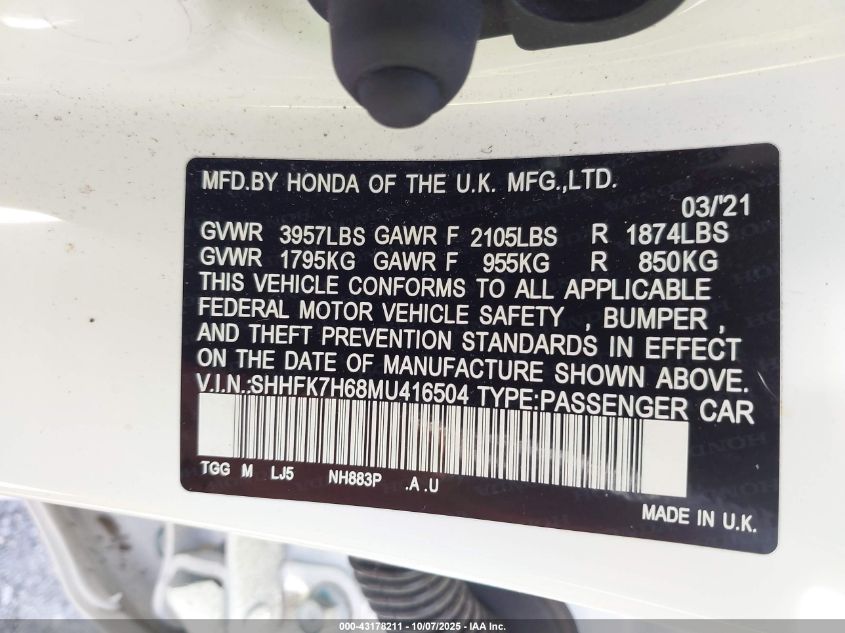 MFD.BY HONDA OF THE U.K. MFG.,LTD.
03/'21
GVWR 3957LBS GAWR F 2105LBS R 1874LBS
GVWR 1795KG GAWR F 955KG R 850KG
THIS VEHICLE CONFORMS TO ALL APPLICABLE
FEDERAL MOTOR VEHICLE SAFETY , BUMPER ,
AND THEFT PREVENTION STANDARDS IN EFFECT
ON THE DATE OF MANUFACTURE SHOWN ABOVE.
V.I.N.:SHHFK7H68MU416504 TYPE:PASSENGER CAR
TGG M LJ5 NH883P .A .U
MADE IN U.K.
000-43178211 - 10/07/2025 - IAA Inc.